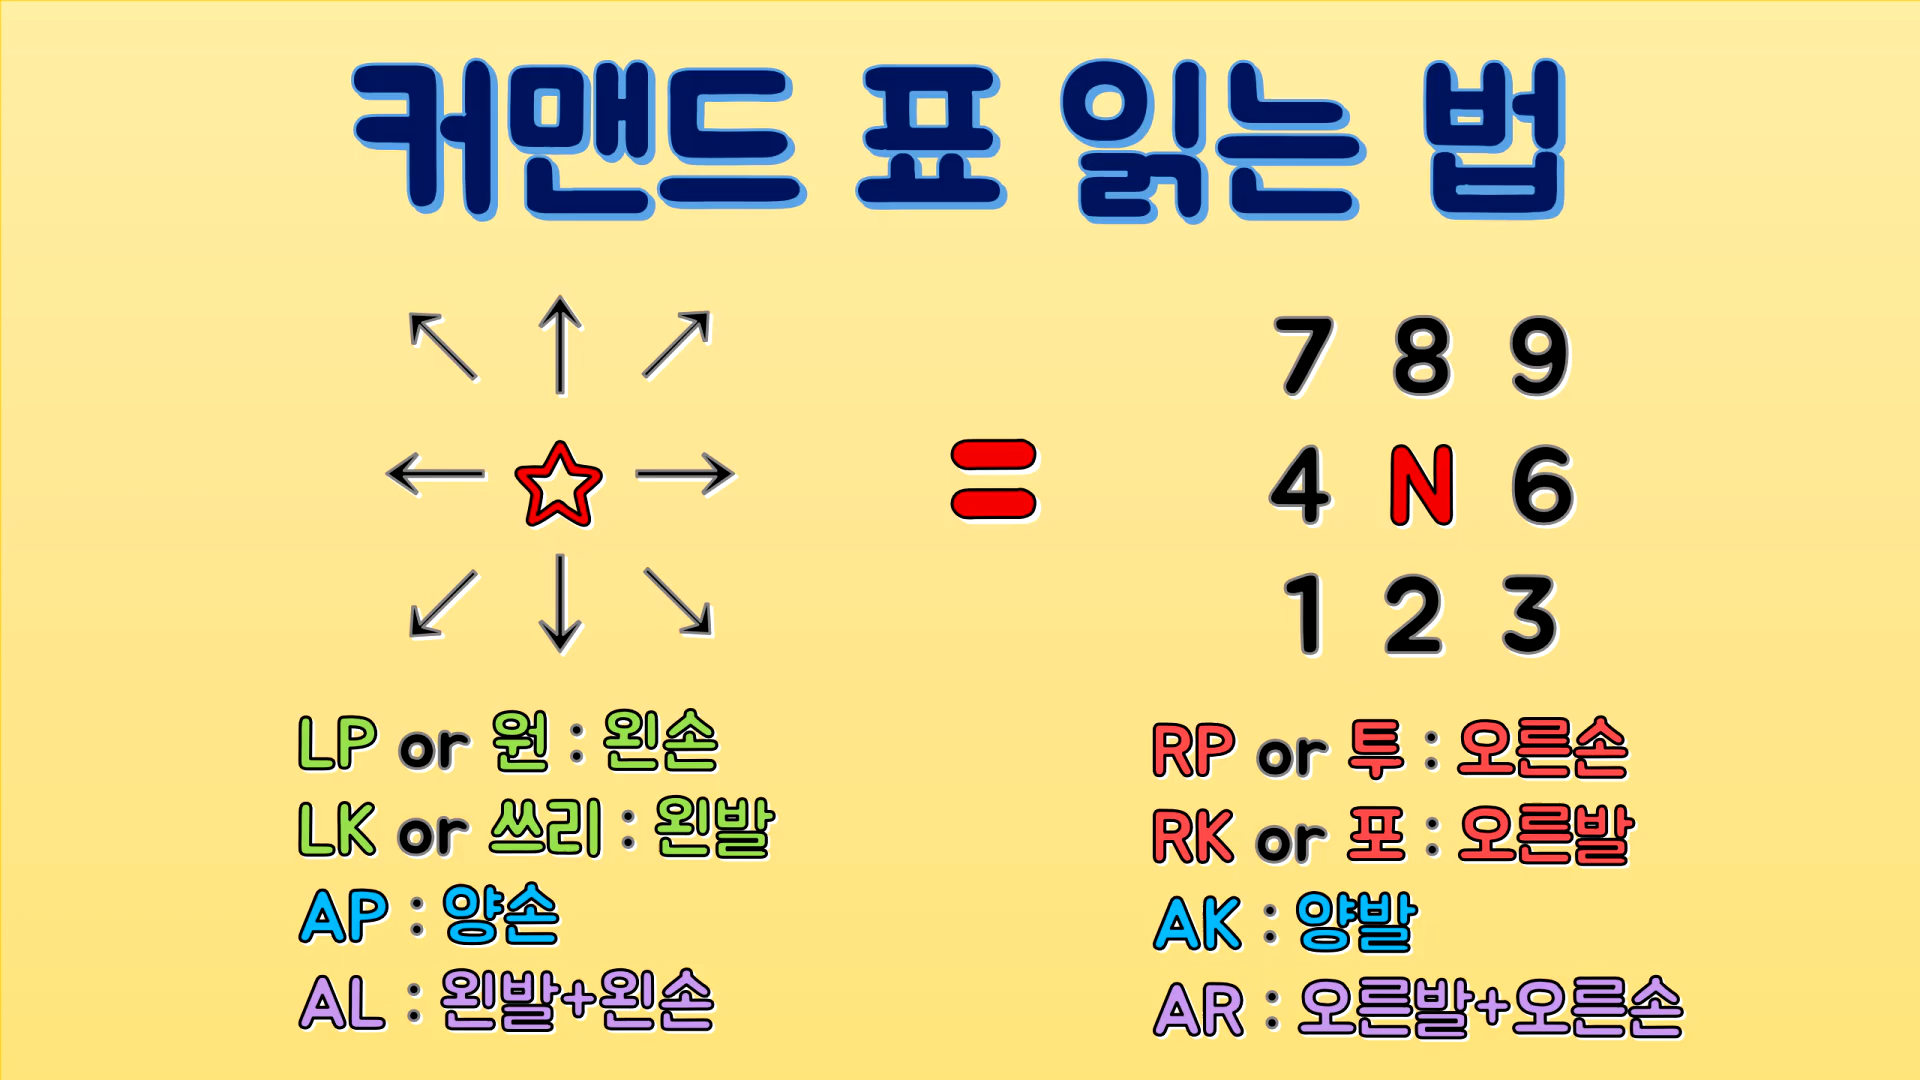 커맨드 표 읽는 법
↖ ↑ ↗
← ☆ →
↙ ↓ ↘
=
7 8 9
4 N 6
1 2 3
LP or 원 : 왼손
LK or 쓰리 : 왼발
AP : 양손
AL : 왼발+왼손
RP or 투 : 오른손
RK or 포 : 오른발
AK : 양발
AR : 오른발+오른손